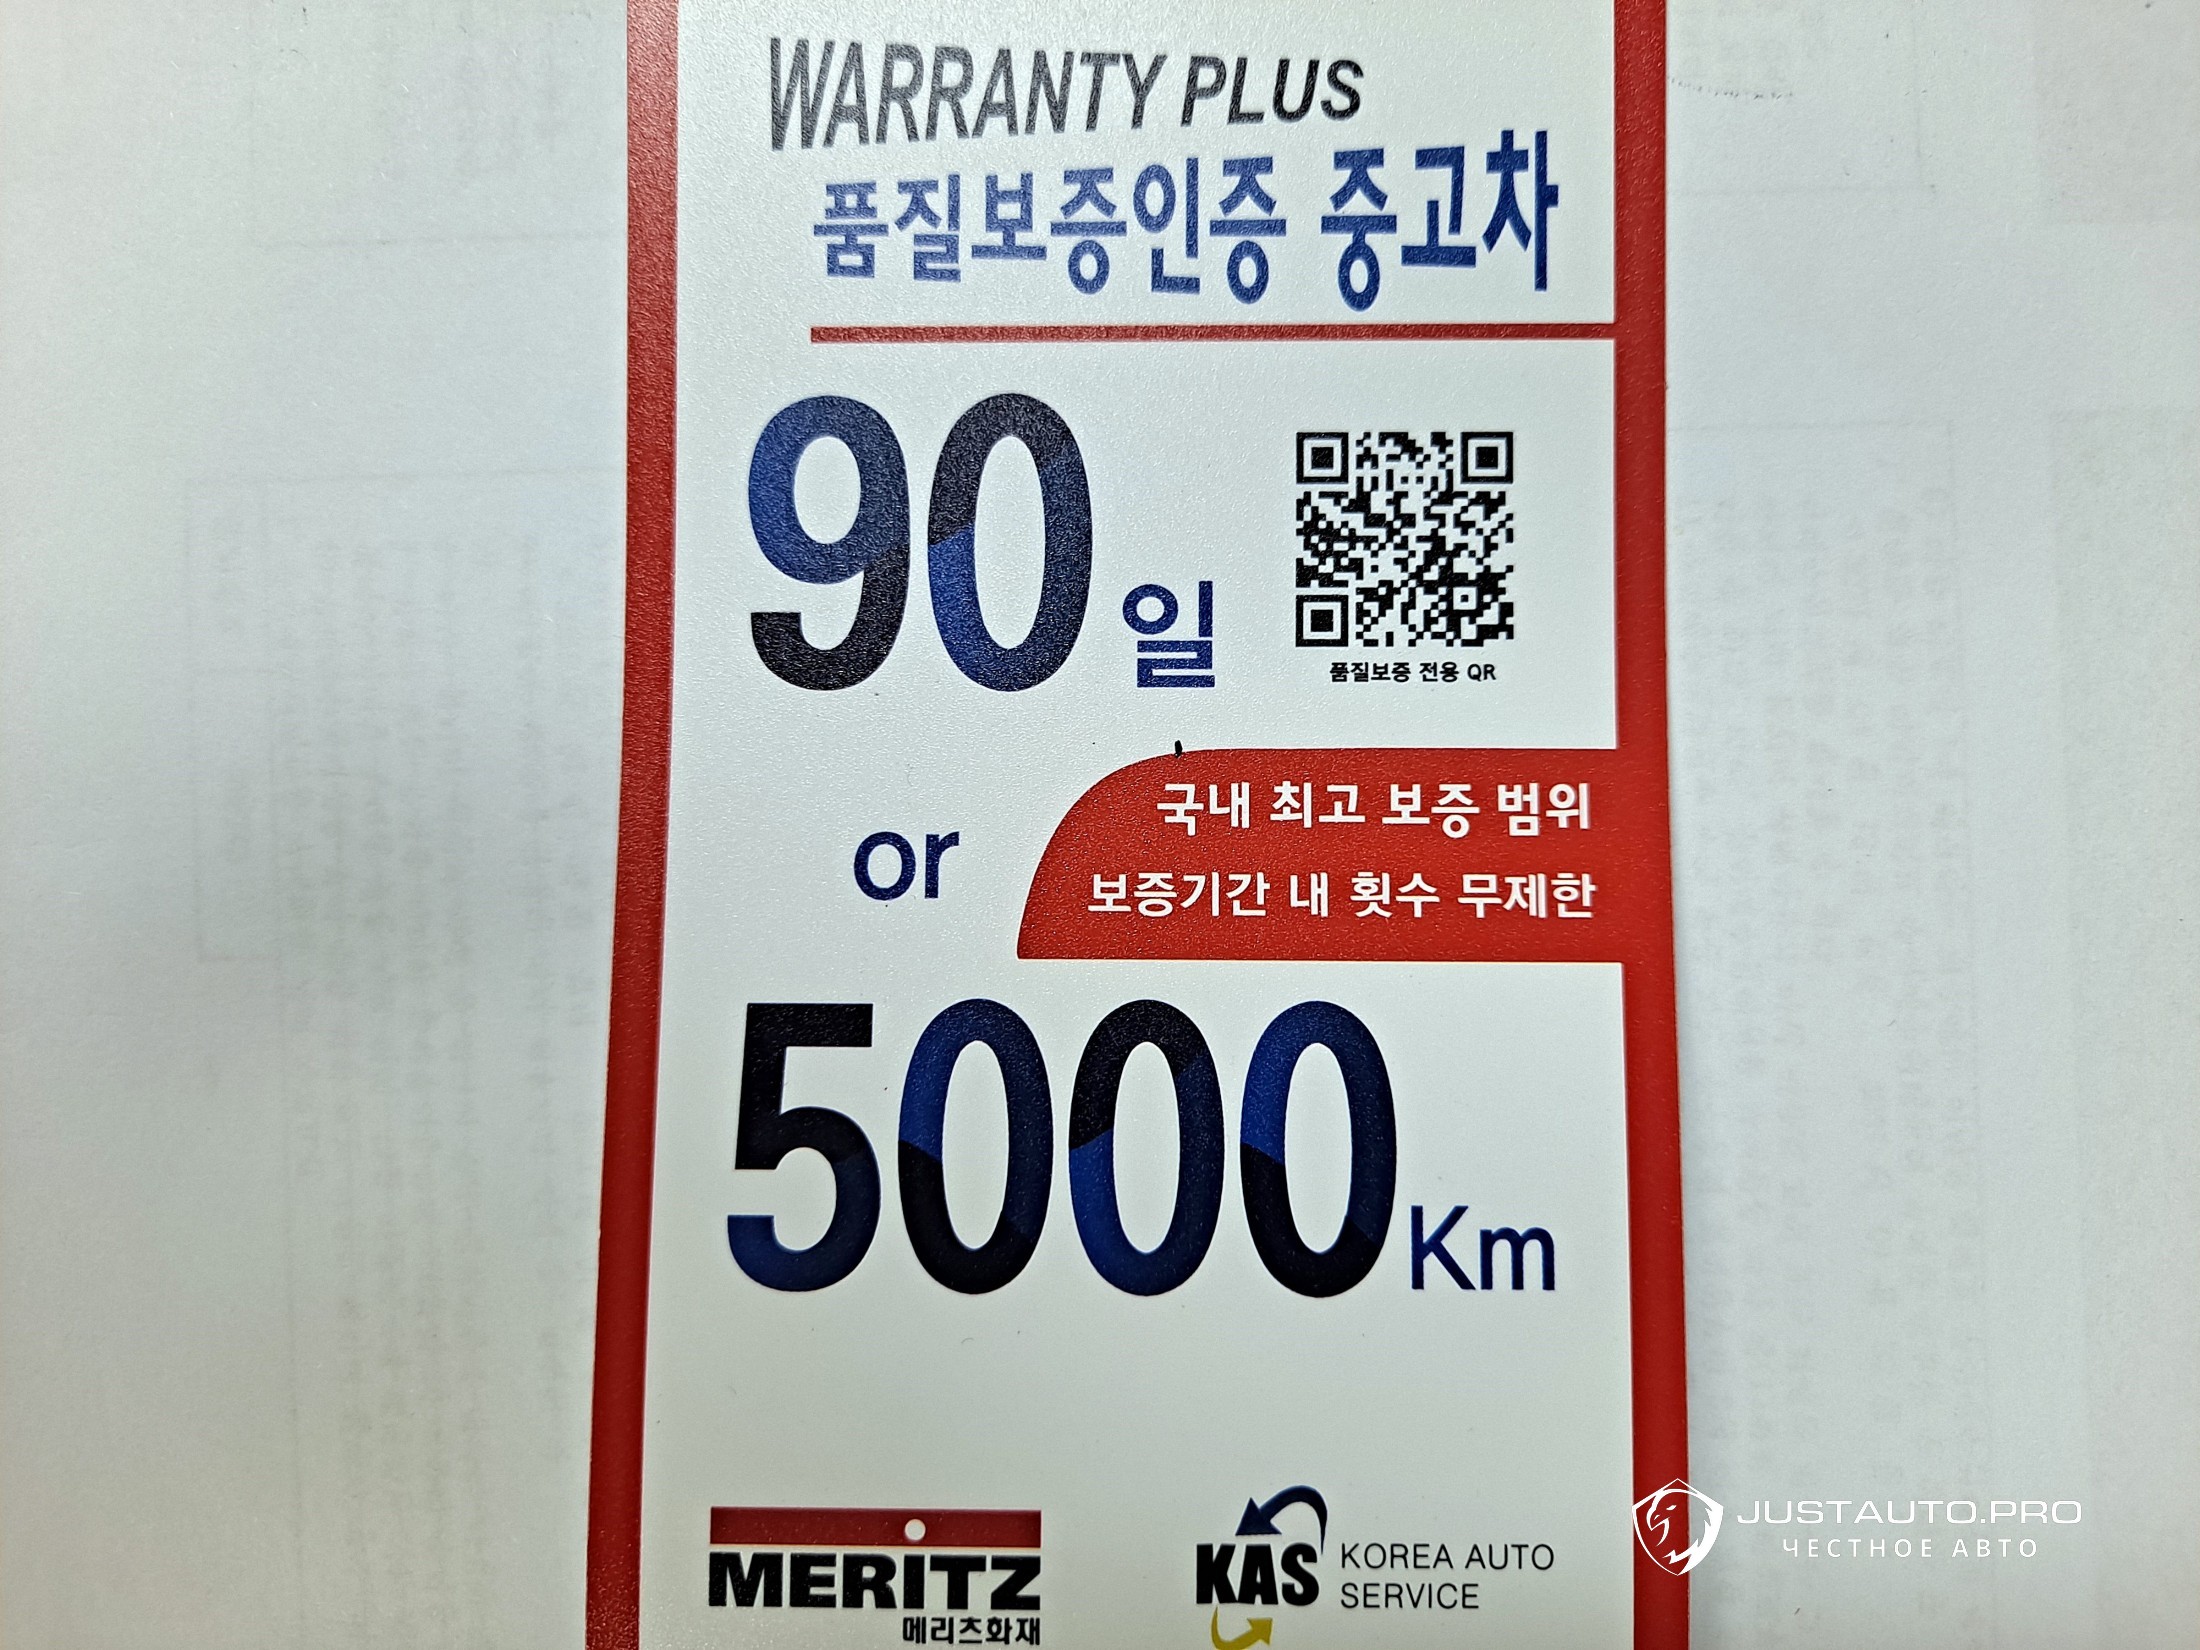 WARRANTY PLUS
품질보증인증 중고차
90일
품질보증 전용 QR
or
국내 최고 보증 범위
보증기간 내 횟수 무제한
5000Km
MERITZ
메리츠화재
KAS
KOREA AUTO
SERVICE
JUSTAUTO.PRO
ЧЕСТНОЕ АВТО